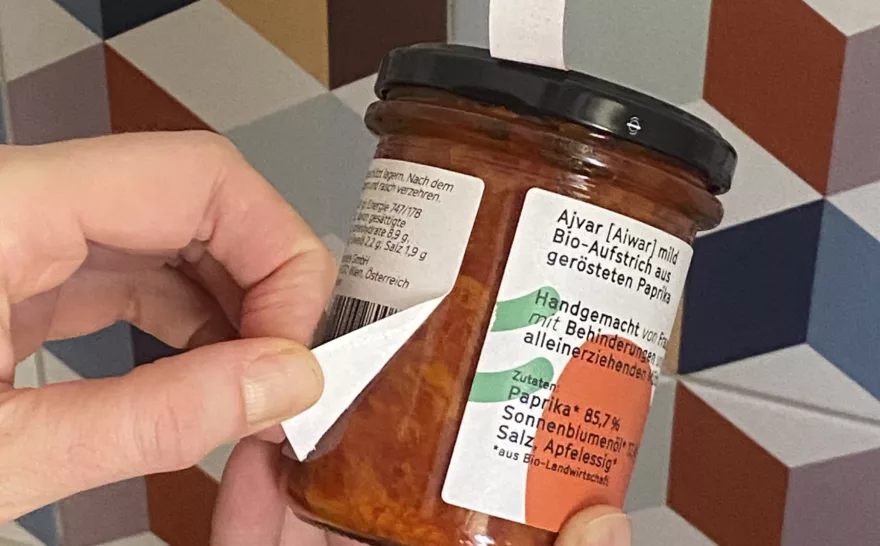 lagern. Nach dem
und rasch verzehren.
Energie 747/178
gesättigte
8,9 g,
2,2 g, Salz 1,9 g
GmbH
Wien, Österreich
Ajvar [Aiwar] mild
Bio-Aufstrich aus
gerösteten Paprika
Handgemacht von
mit Behinderungen
alleinerziehenden
Zutaten:
Paprika* 85,7%
Sonnenblumenöl*
Salz, Apfelessig*
*aus Bio-Landwirtschaft